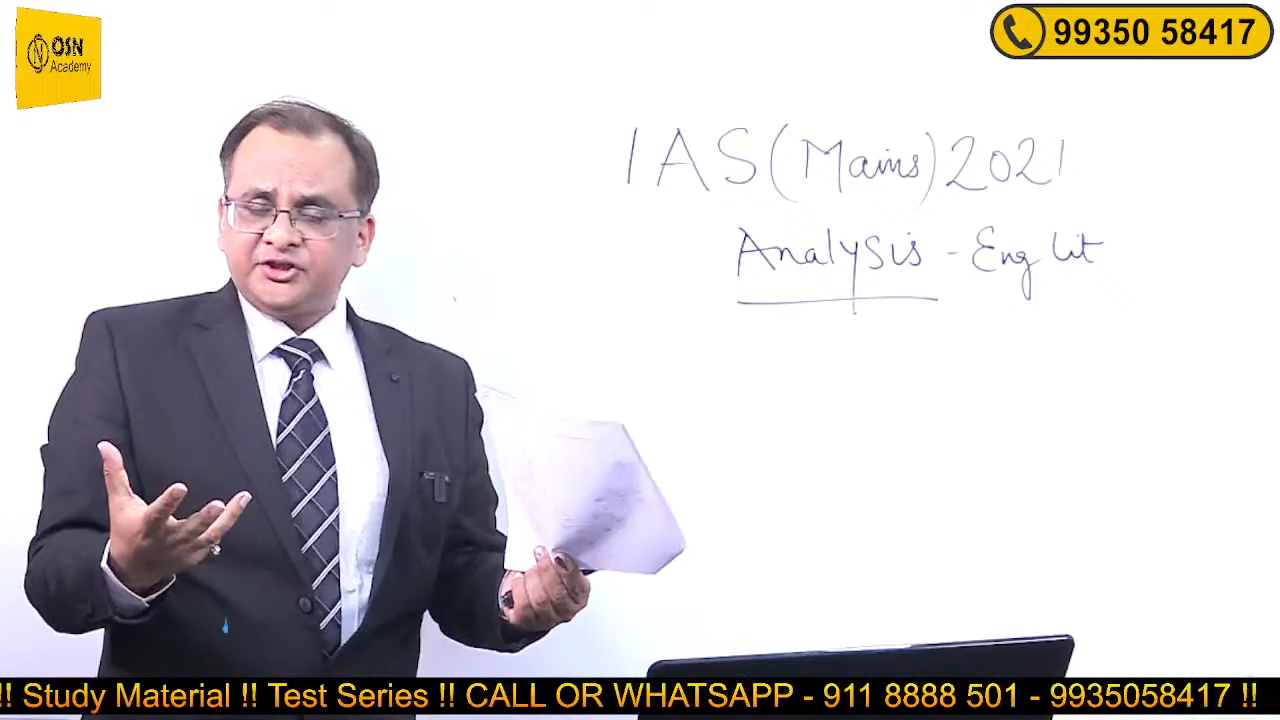 OSN
Academy
99350 58417
IAS (Mains) 2021
Analysis - Eng lit
!! Study Material !! Test Series !! CALL OR WHATSAPP - 911 8888 501 - 9935058417 !!